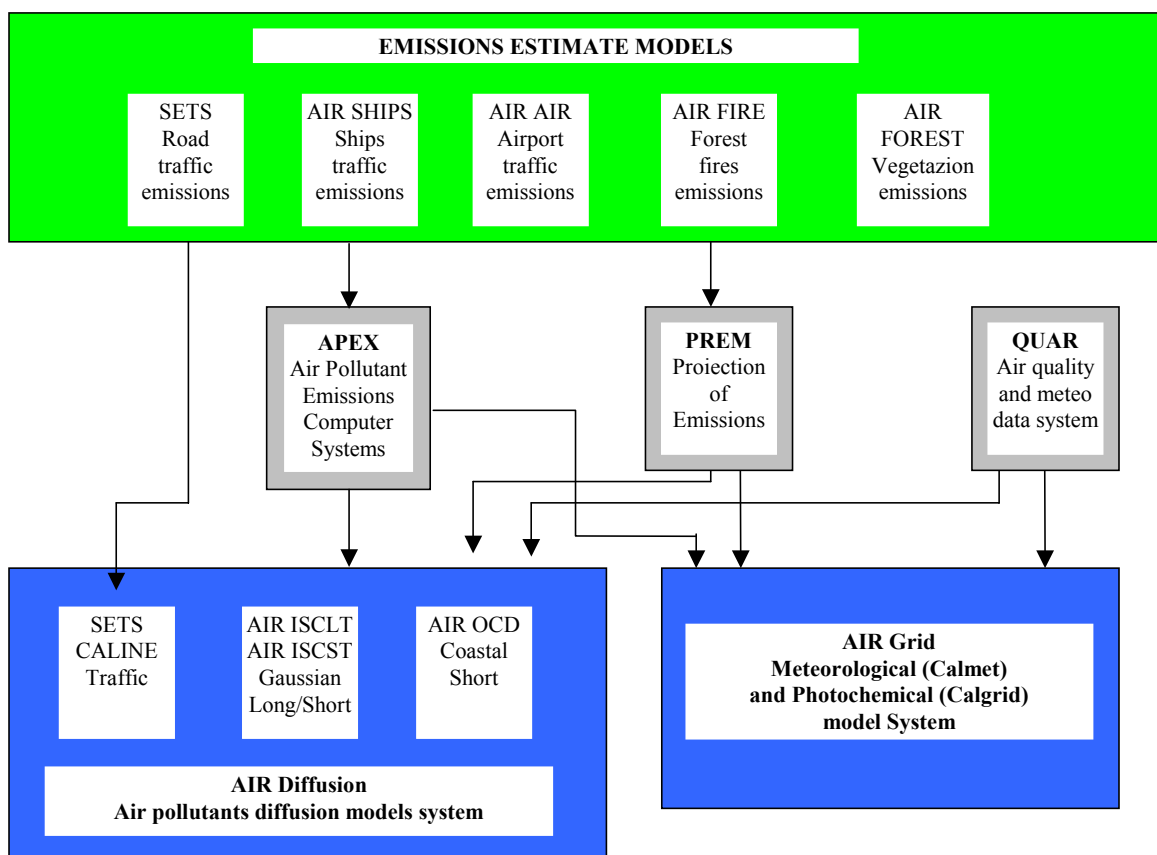 EMISSIONS ESTIMATE MODELS
SETS
Road
traffic
emissions
AIR SHIPS
Ships
traffic
emissions
AIR AIR
Airport
traffic
emissions
AIR FIRE
Forest
fires
emissions
AIR
FOREST
Vegetazion
emissions
APEX
Air Pollutant
Emissions
Computer
Systems
PREM
Proiection
of
Emissions
QUAR
Air quality
and meteo
data system
SETS
CALINE
Traffic
AIR ISCLT
AIR ISCST
Gaussian
Long/Short
AIR OCD
Coastal
Short
AIR Diffusion
Air pollutants diffusion models system
AIR Grid
Meteorological (Calmet)
and Photochemical (Calgrid)
model System